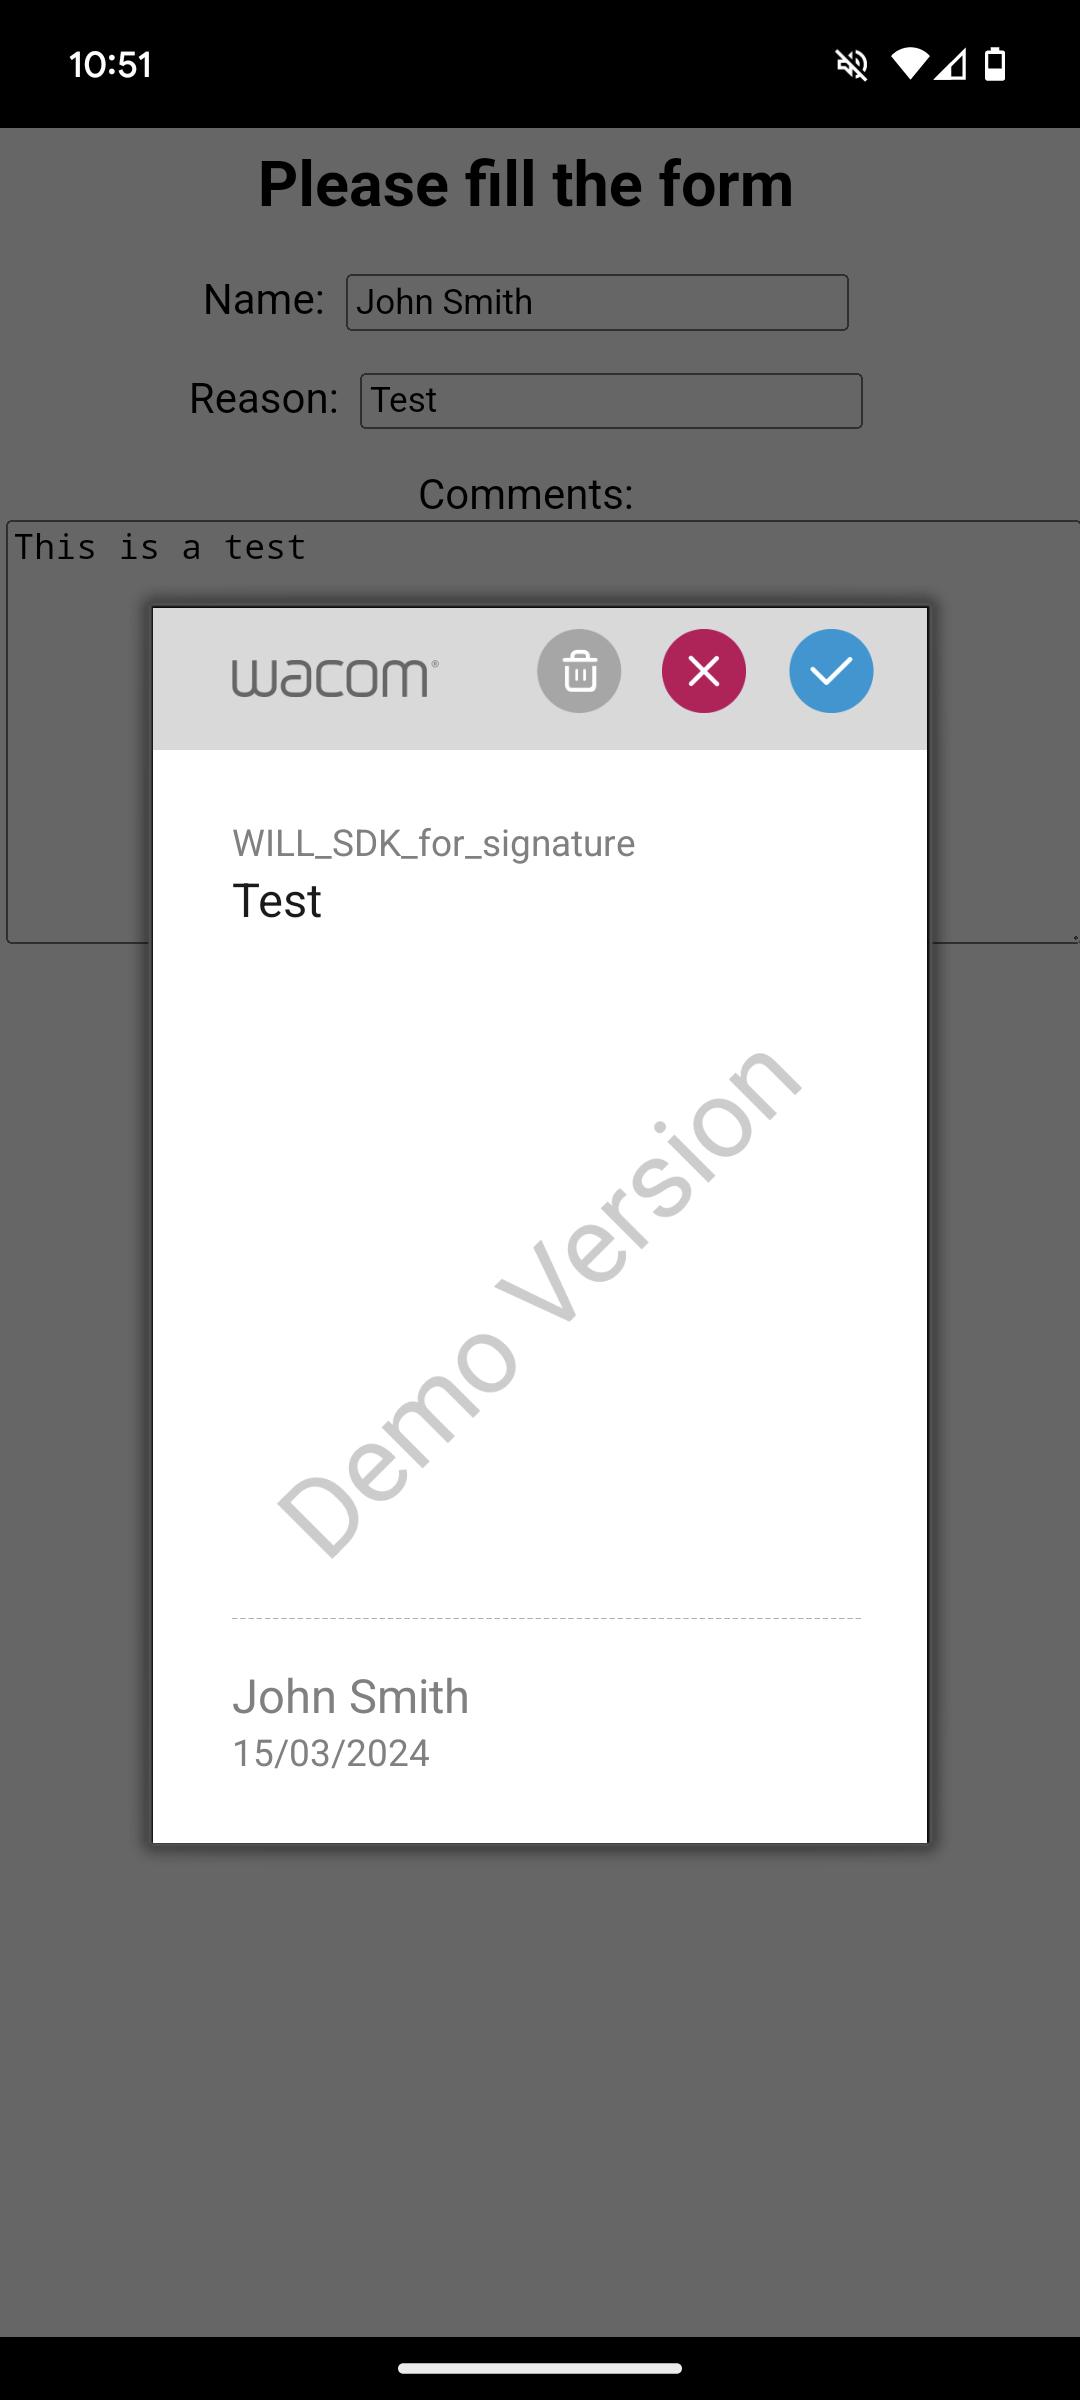 10:51
Please fill the form
Name: John Smith
Reason: Test
Comments:
This is a test
wacom®
WILL_SDK_for_signature
Test
Demo Version
John Smith
15/03/2024